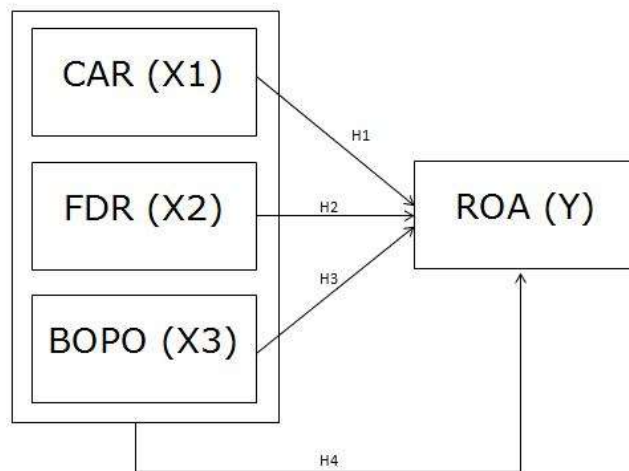 CAR (X1)
H1
FDR (X2)
H2
ROA (Y)
H3
BOPO (X3)
H4